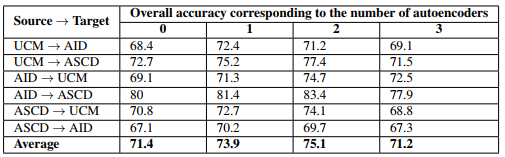 Source → Target Overall accuracy corresponding to the number of autoencoders
0 1 2 3
UCM → AID 68.4 72.4 71.2 69.1
UCM → ASCD 72.7 75.2 77.4 71.5
AID → UCM 69.1 71.3 74.7 72.5
AID → ASCD 80 81.4 83.4 77.9
ASCD → UCM 70.8 72.7 74.1 68.8
ASCD → AID 67.1 70.2 69.7 67.3
Average 71.4 73.9 75.1 71.2